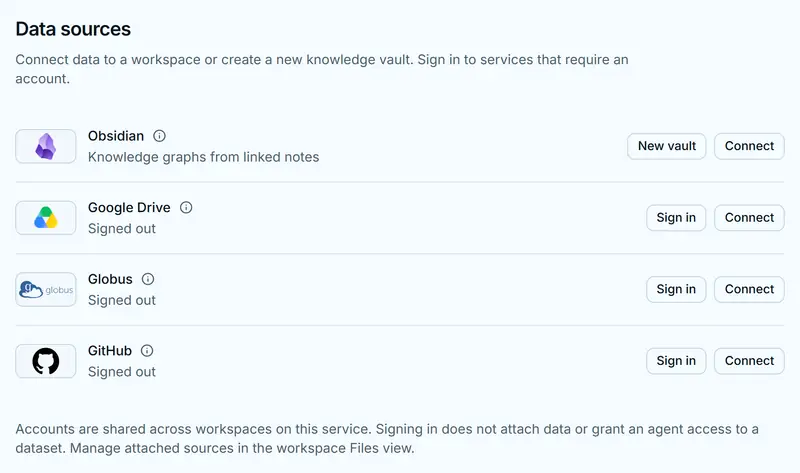 Data sources
Connect data to a workspace or create a new knowledge vault. Sign in to services that require an
account.
Obsidian
Knowledge graphs from linked notes
New vault
Connect
Google Drive
Signed out
Sign in
Connect
globus
Globus
Signed out
Sign in
Connect
GitHub
Signed out
Sign in
Connect
Accounts are shared across workspaces on this service. Signing in does not attach data or grant an agent access to a
dataset. Manage attached sources in the workspace Files view.